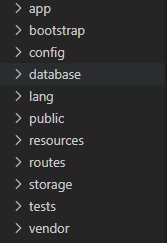 app
bootstrap
config
database
lang
public
resources
routes
storage
tests
vendor